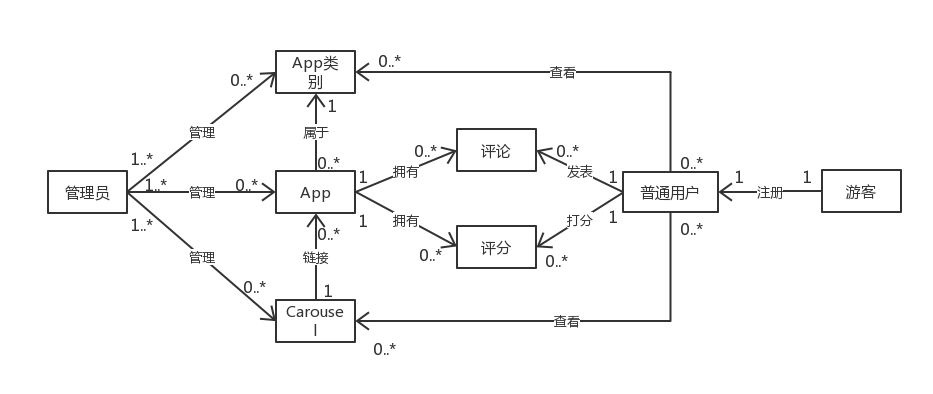 App类
别
0..*
查看
0..*
管理
1
属于
1..*
0..*
0..*
评论
0..*
0..*
管理员
1..*
管理
0..*
App
1
拥有
发表
1
普通用户
1
注册
1
游客
1..*
1
拥有
打分
1
0..*
0..*
管理
链接
0..*
评分
0..*
0..*
1
Carouse
l
查看
0..*